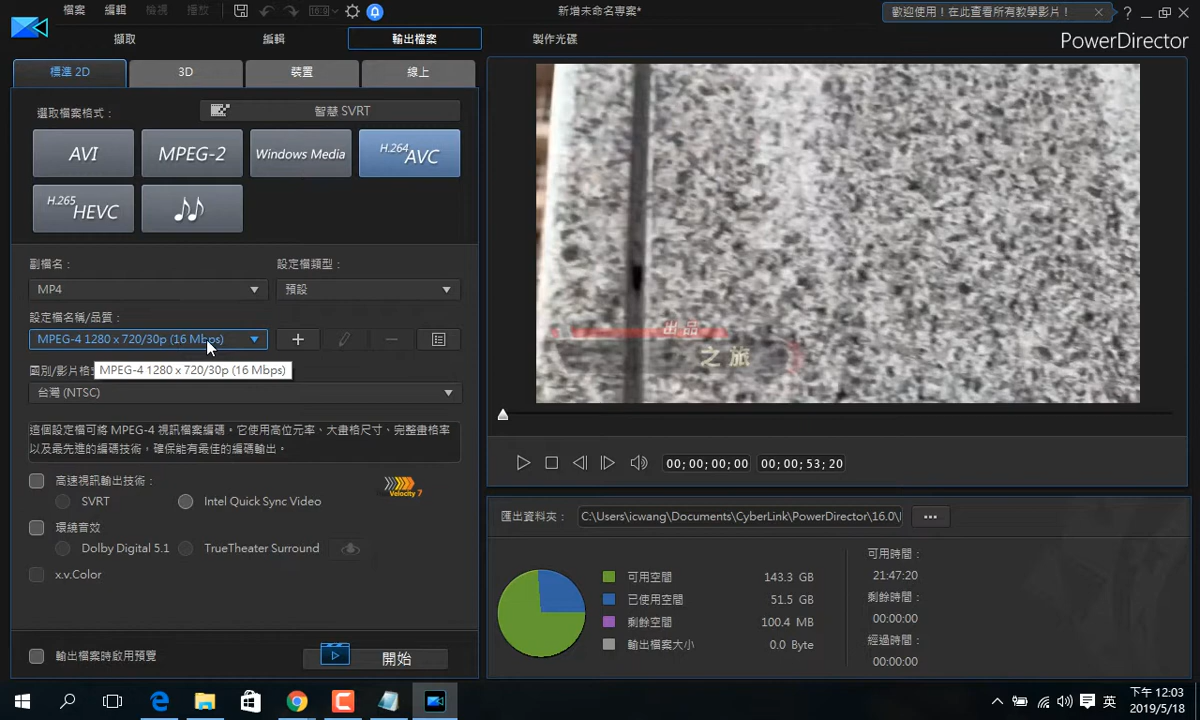 檔案 編輯 檢視 播放
新增未命名專案*
歡迎使用！在此查看所有教學影片！
擷取 編輯 輸出檔案 製作光碟
PowerDirector
標準 2D 3D 裝置 線上
選取檔案格式：
智慧 SVRT
AVI MPEG-2 Windows Media H.264 AVC
H.265 HEVC
副檔名： 設定檔類型：
MP4 預設
設定檔名稱/品質：
MPEG-4 1280 x 720/30p (16 Mbps)
國別/影片格
MPEG-4 1280 x 720/30p (16 Mbps)
台灣 (NTSC)
這個設定檔可將 MPEG-4 視訊檔案編碼。它使用高位元率、大畫格尺寸、完整畫格率
以及最先進的編碼技術，確保能有最佳的編碼輸出。
高速視訊輸出技術：
SVRT Intel Quick Sync Video
Velocity 7
環繞音效
Dolby Digital 5.1 TrueTheater Surround
x.v.Color
輸出檔案時啟用預覽
開始
出品
之旅
00;00;00;00 00;00;53;20
匯出資料夾： C:\Users\icwang\Documents\CyberLink\PowerDirector\16.0\ ...
可用空間 143.3 GB
已使用空間 51.5 GB
剩餘空間 100.4 MB
輸出檔案大小 0.0 Byte
可用時間：
21:47:20
剩餘時間：
00:00:00
經過時間：
00:00:00
英
下午 12:03
2019/5/18